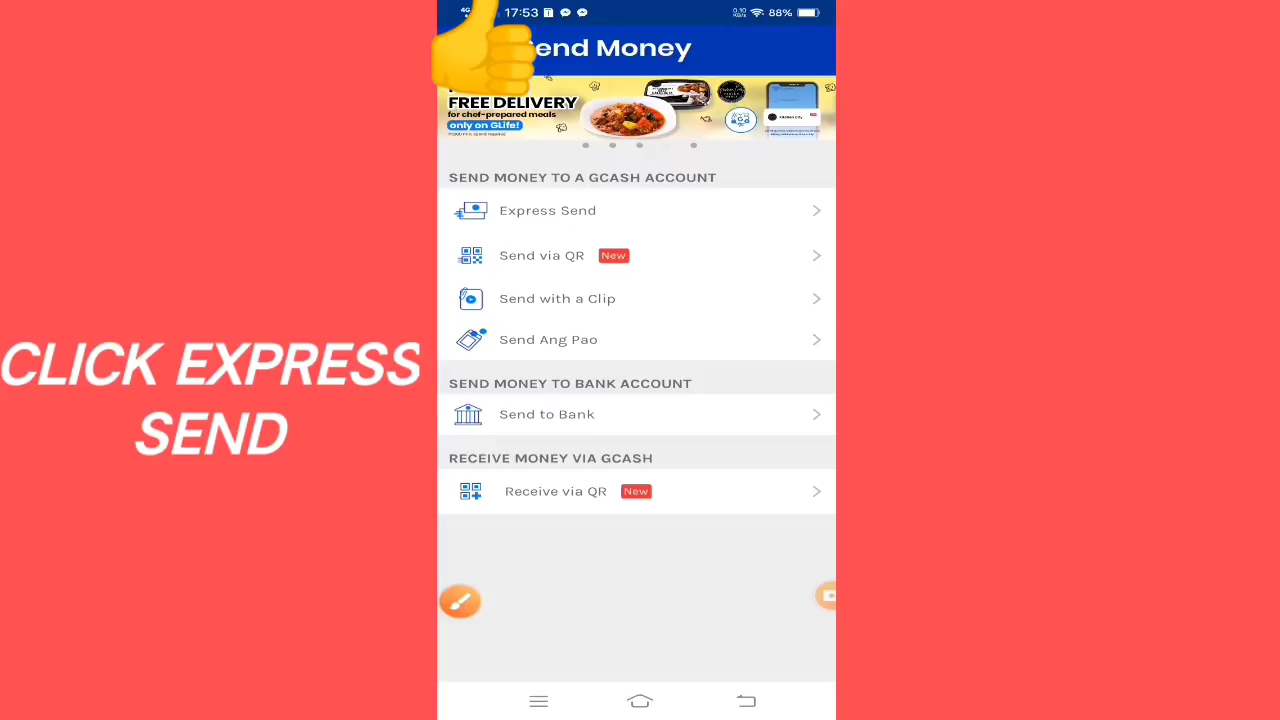 4G 17:53 88%
Send Money
FREE DELIVERY
for chef-prepared meals
only on GLife!
SEND MONEY TO A GCASH ACCOUNT
Express Send
Send via QR New
Send with a Clip
Send Ang Pao
SEND MONEY TO BANK ACCOUNT
Send to Bank
RECEIVE MONEY VIA GCASH
Receive via QR New
CLICK EXPRESS
SEND